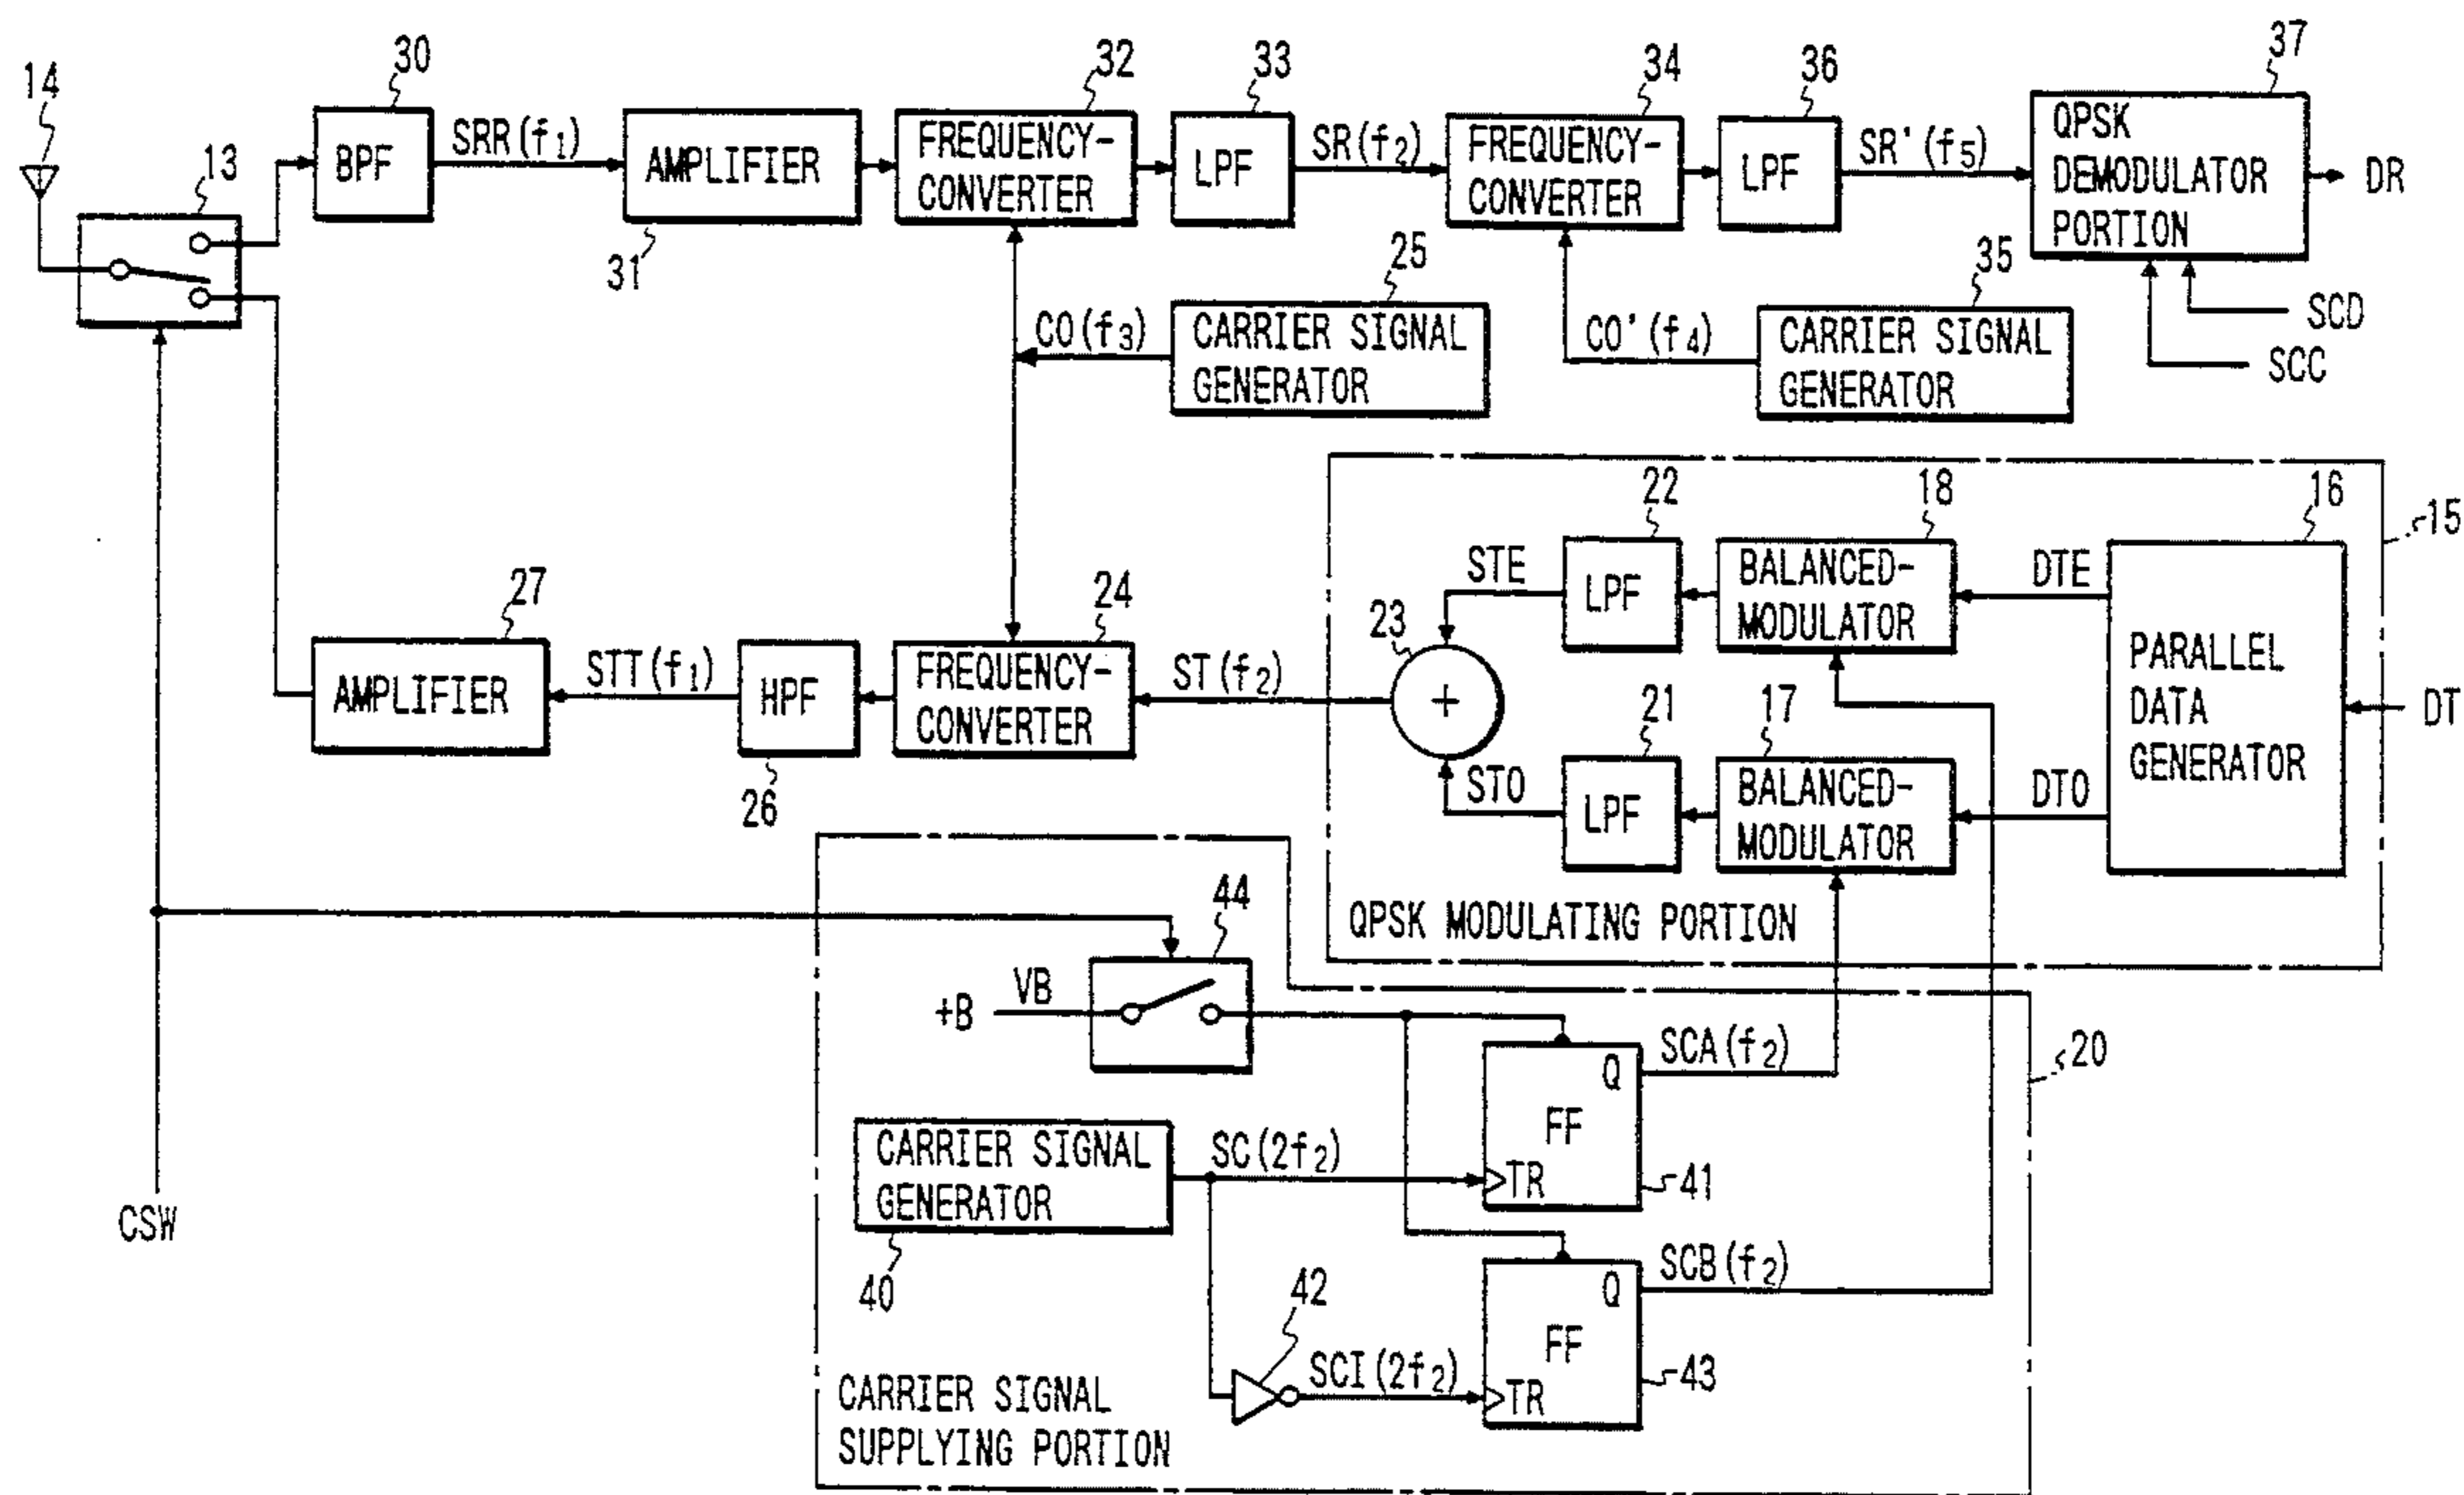 14
13
30
BPF
SRR(f1)
AMPLIFIER
31
32
FREQUENCY-
CONVERTER
33
LPF
SR(f2)
34
FREQUENCY-
CONVERTER
36
LPF
SR'(f5)
37
QPSK
DEMODULATOR
PORTION
DR
SCD
SCC
CO(f3)
25
CARRIER SIGNAL
GENERATOR
CO'(f4)
35
CARRIER SIGNAL
GENERATOR
27
AMPLIFIER
STT(f1)
HPF
26
24
FREQUENCY-
CONVERTER
ST(f2)
23
+
STE
22
LPF
18
BALANCED-
MODULATOR
DTE
16
PARALLEL
DATA
GENERATOR
15
DT
STO
21
LPF
17
BALANCED-
MODULATOR
DTO
QPSK MODULATING PORTION
44
+B
VB
CSW
CARRIER SIGNAL
GENERATOR
40
SC(2f2)
Q
FF
TR
41
SCA(f2)
20
42
SCI(2f2)
Q
FF
TR
43
SCB(f2)
CARRIER SIGNAL
SUPPLYING PORTION